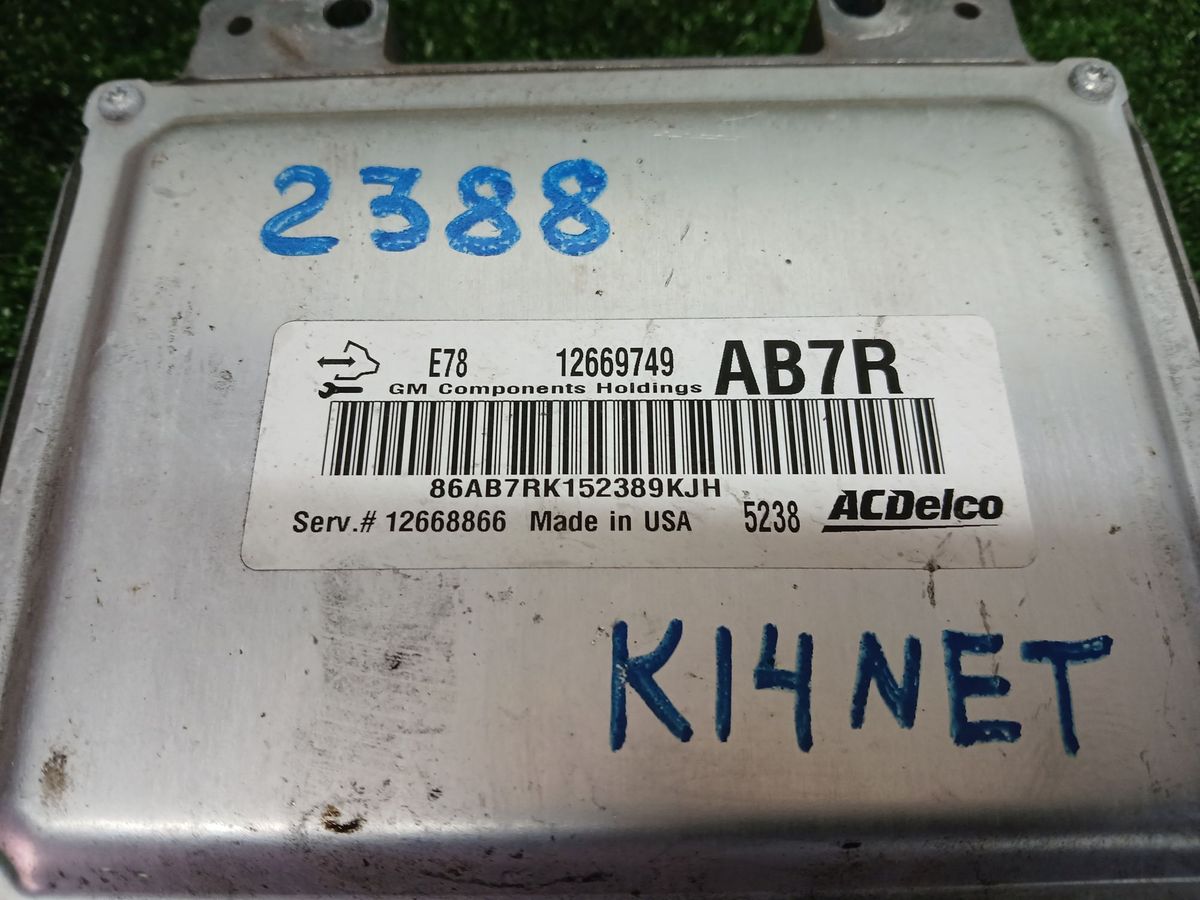 2388
E78 12669749 AB7R
GM Components Holdings
86AB7RK152389KJH
Serv.# 12668866 Made in USA 5238 ACDelco
K14NET